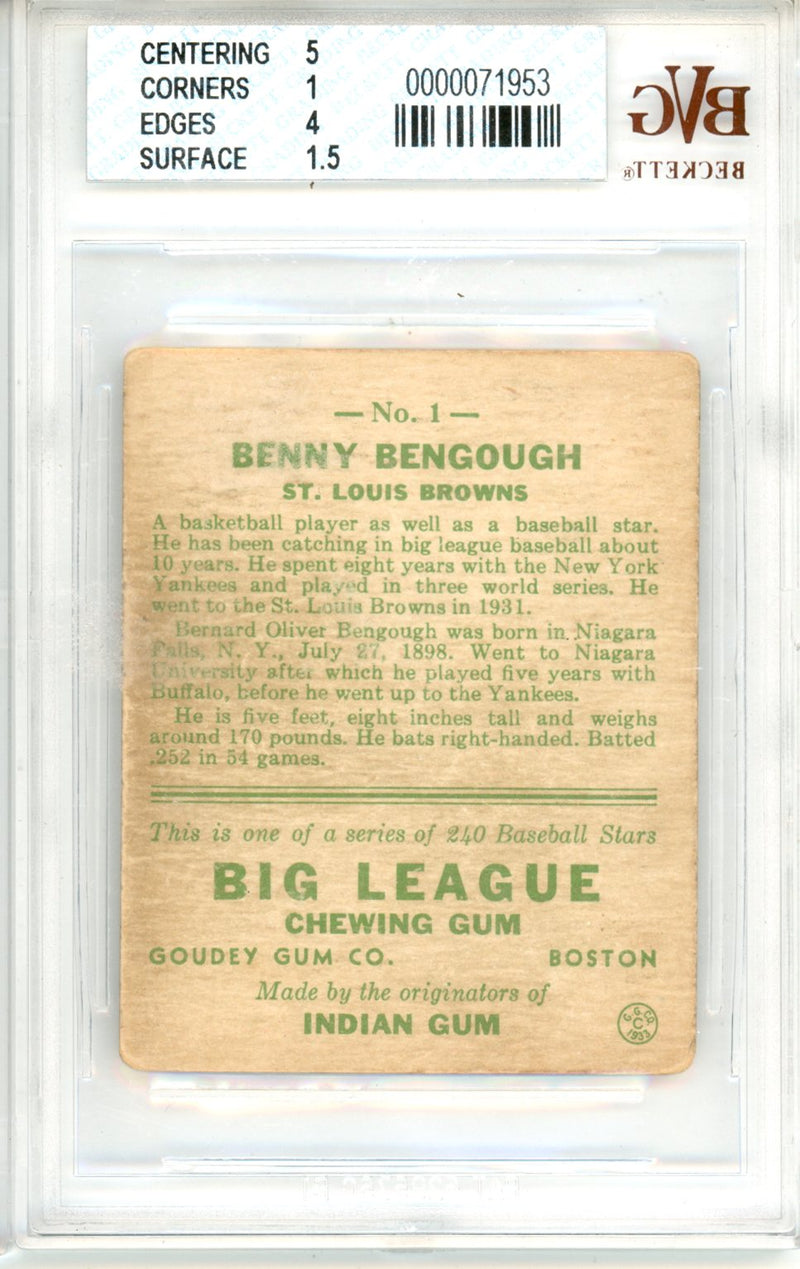 CENTERING 5
CORNERS 1
EDGES 4
SURFACE 1.5
0000071953
BVG
BECKETT®
— No. 1 —
BENNY BENGOUGH
ST. LOUIS BROWNS
A basketball player as well as a baseball star.
He has been catching in big league baseball about
10 years. He spent eight years with the New York
Yankees and played in three world series. He
went to the St. Louis Browns in 1931.
Bernard Oliver Bengough was born in Niagara
Falls, N. Y., July 27, 1898. Went to Niagara
University after which he played five years with
Buffalo, before he went up to the Yankees.
He is five feet, eight inches tall and weighs
around 170 pounds. He bats right-handed. Batted
.252 in 54 games.
This is one of a series of 240 Baseball Stars
BIG LEAGUE
CHEWING GUM
GOUDEY GUM CO. BOSTON
Made by the originators of
INDIAN GUM
G. G. CO.
C
1933